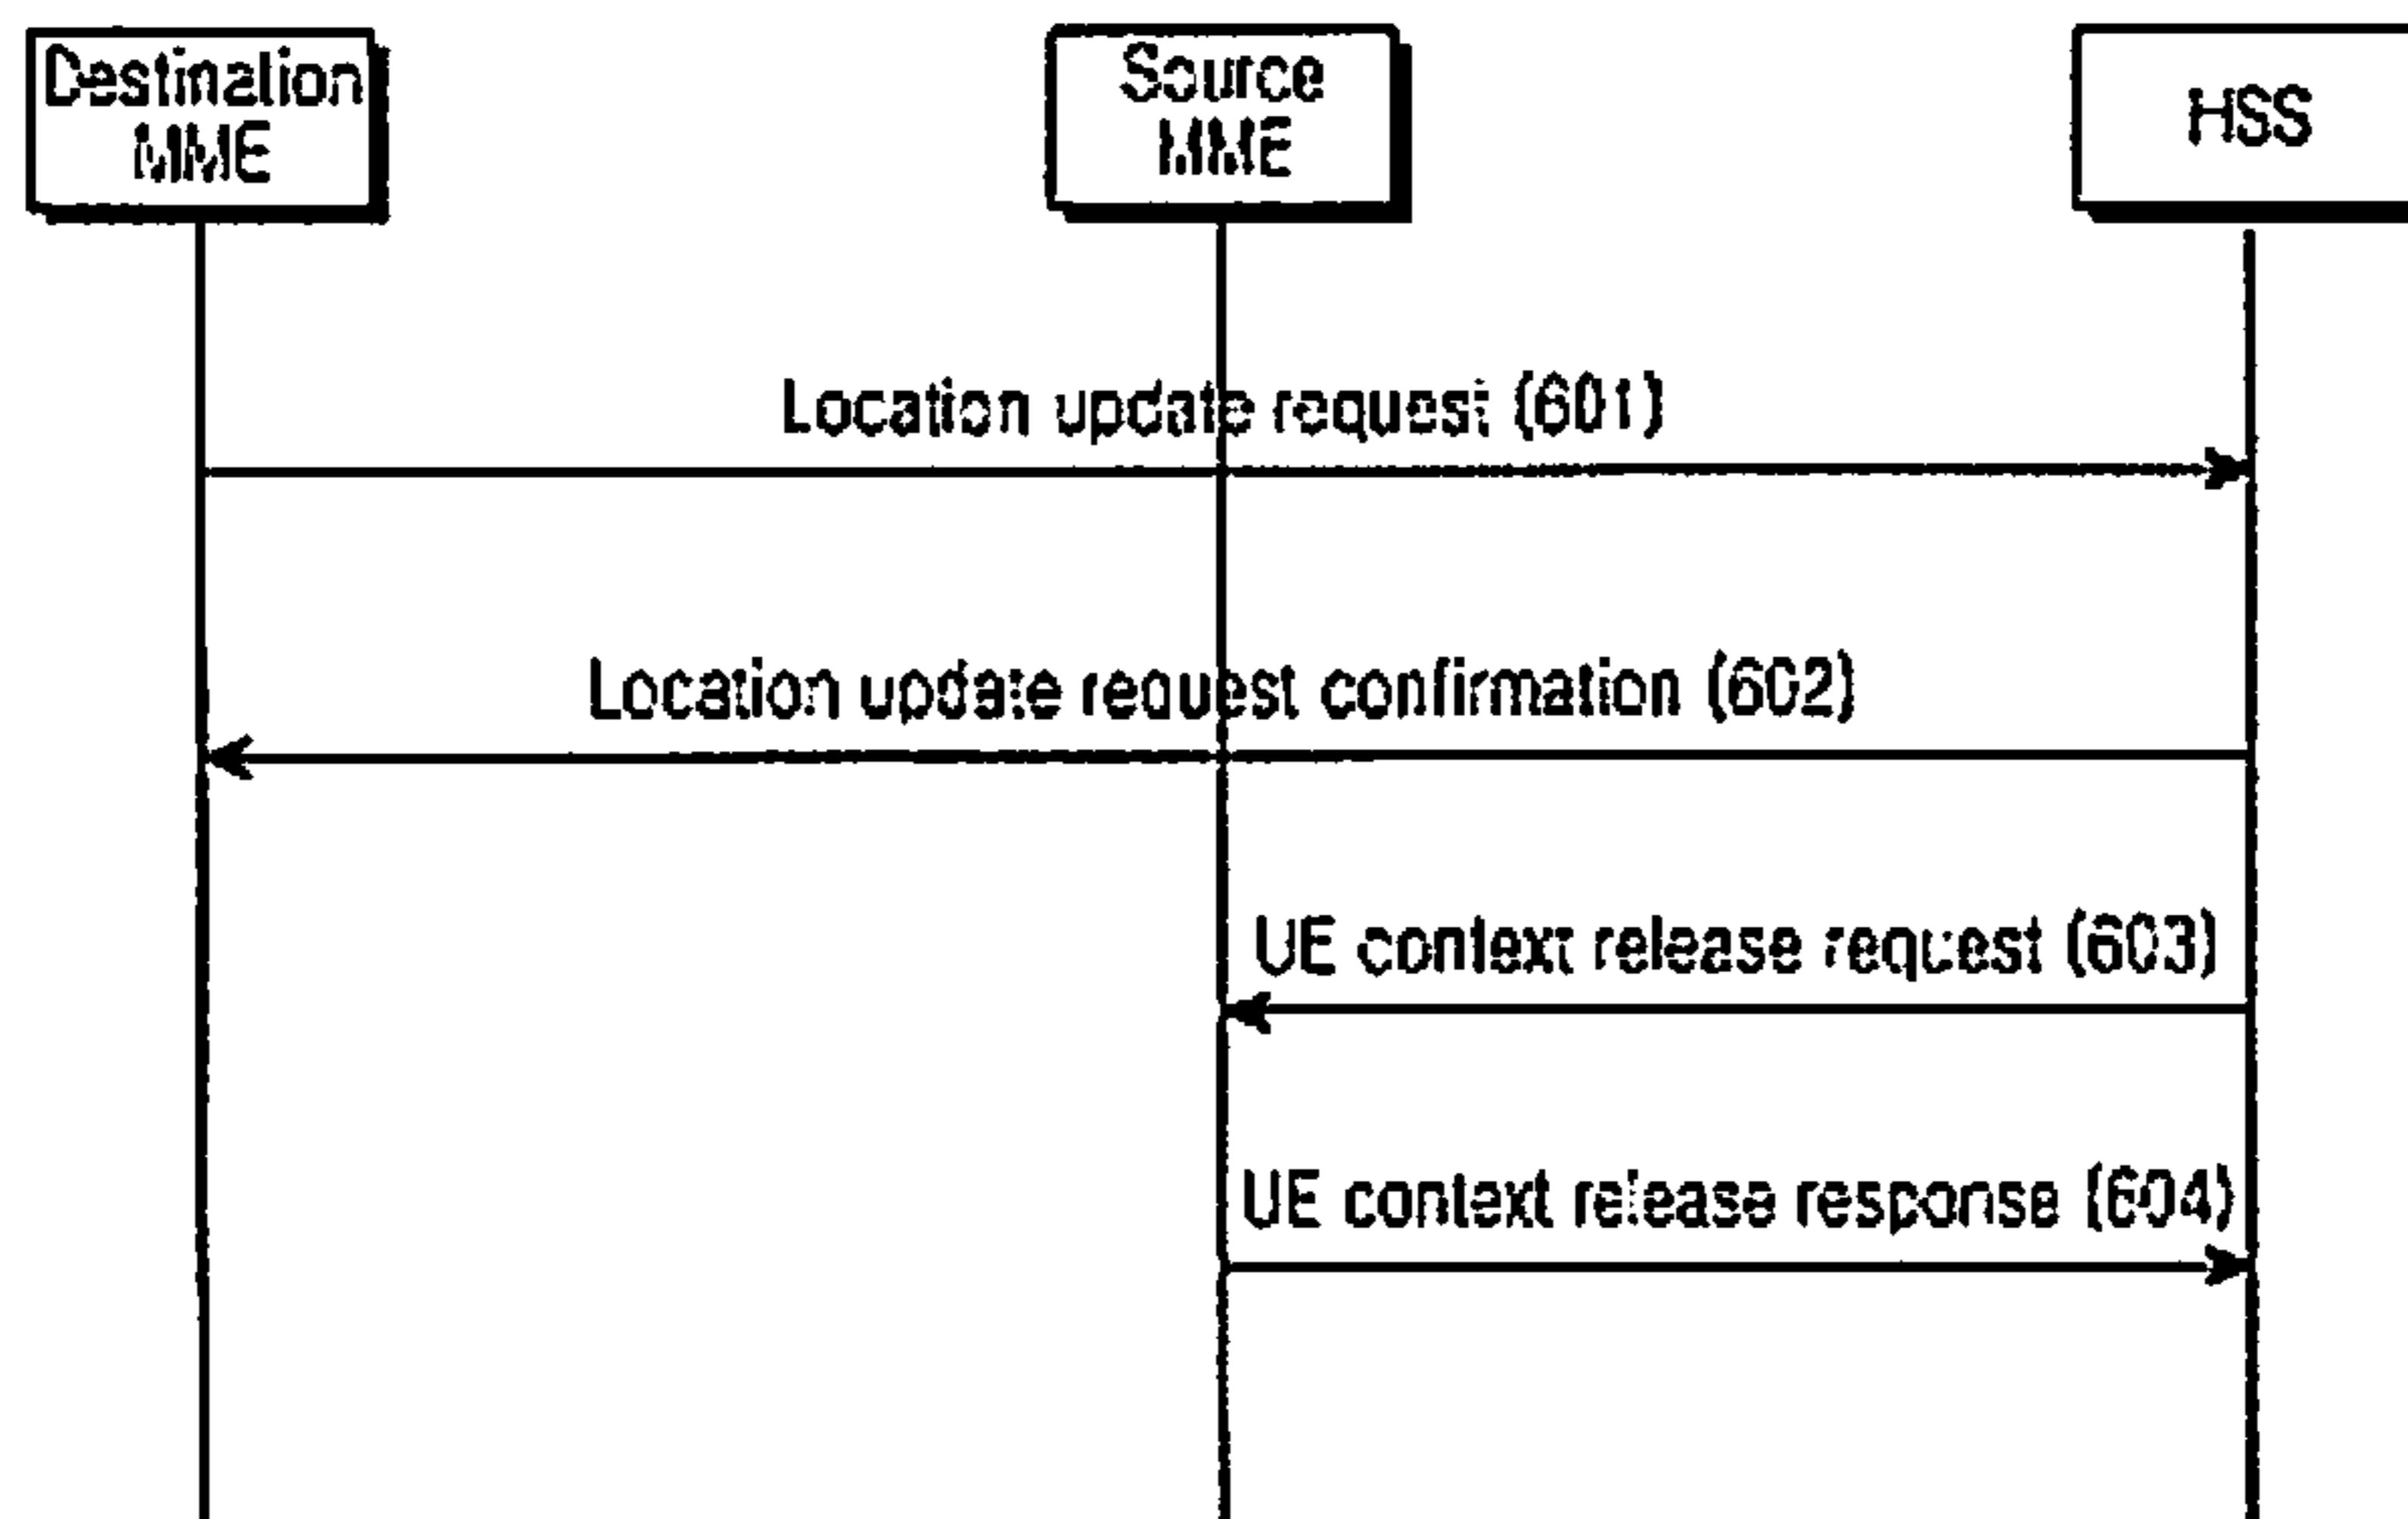 Destination
MME
Source
MME
HSS
Location update request (601)
Location update request confirmation (602)
UE context release request (603)
UE context release response (604)